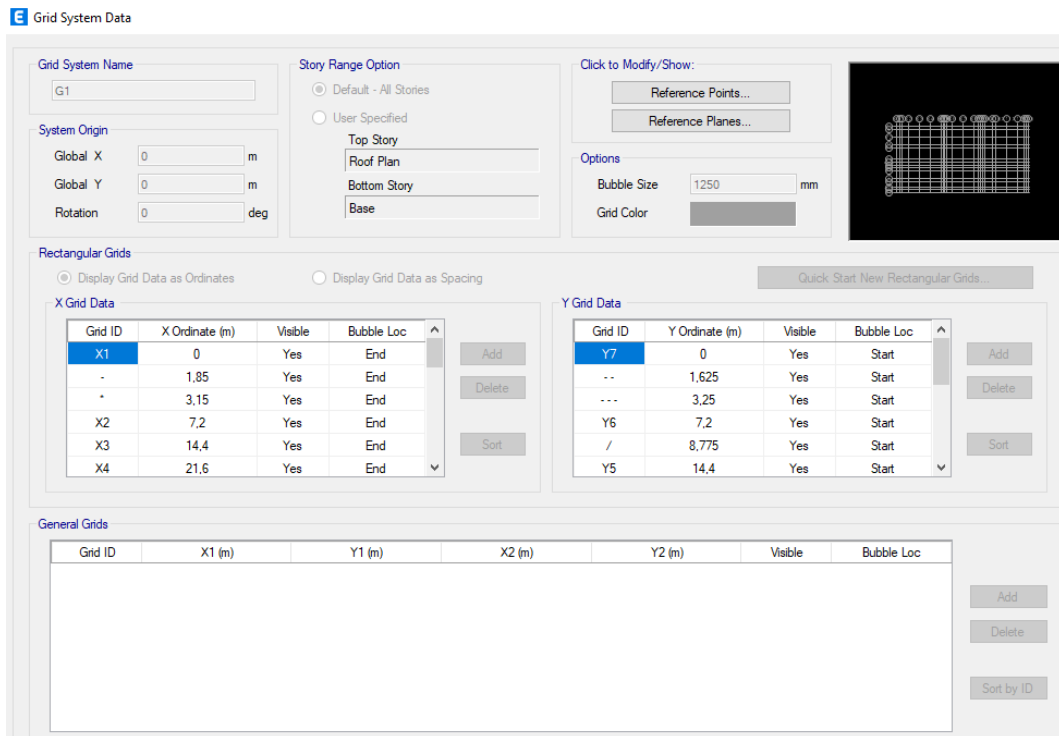 E Grid System Data
Grid System Name
G1
System Origin
Global X 0 m
Global Y 0 m
Rotation 0 deg
Story Range Option
Default - All Stories
User Specified
Top Story
Roof Plan
Bottom Story
Base
Click to Modify/Show:
Reference Points...
Reference Planes...
Options
Bubble Size 1250 mm
Grid Color
Rectangular Grids
Display Grid Data as Ordinates Display Grid Data as Spacing Quick Start New Rectangular Grids...
X Grid Data
Grid ID X Ordinate (m) Visible Bubble Loc
X1 0 Yes End
- 1,85 Yes End
* 3,15 Yes End
X2 7,2 Yes End
X3 14,4 Yes End
X4 21,6 Yes End
Add
Delete
Sort
Y Grid Data
Grid ID Y Ordinate (m) Visible Bubble Loc
Y7 0 Yes Start
- - 1,625 Yes Start
- - - 3,25 Yes Start
Y6 7,2 Yes Start
/ 8,775 Yes Start
Y5 14,4 Yes Start
Add
Delete
Sort
General Grids
Grid ID X1 (m) Y1 (m) X2 (m) Y2 (m) Visible Bubble Loc
Add
Delete
Sort by ID